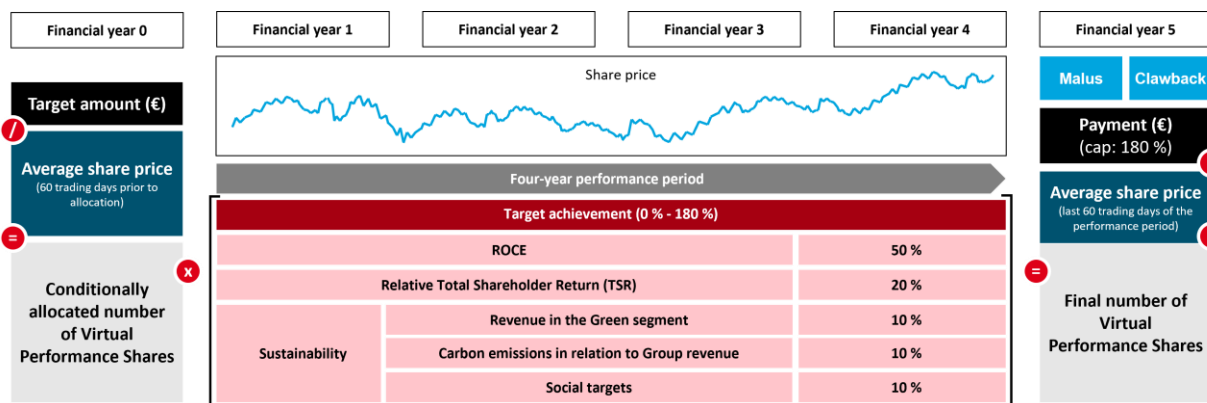 Financial year 0
Financial year 1
Financial year 2
Financial year 3
Financial year 4
Financial year 5
Target amount (€)
/
Average share price
(60 trading days prior to
allocation)
=
Conditionally
allocated number
of Virtual
Performance Shares
x
Share price
Four-year performance period
Target achievement (0 % - 180 %)
ROCE
50 %
Relative Total Shareholder Return (TSR)
20 %
Sustainability
Revenue in the Green segment
10 %
Carbon emissions in relation to Group revenue
10 %
Social targets
10 %
Malus
Clawback
Payment (€)
(cap: 180 %)
Average share price
(last 60 trading days of the
performance period)
=
Final number of
Virtual
Performance Shares